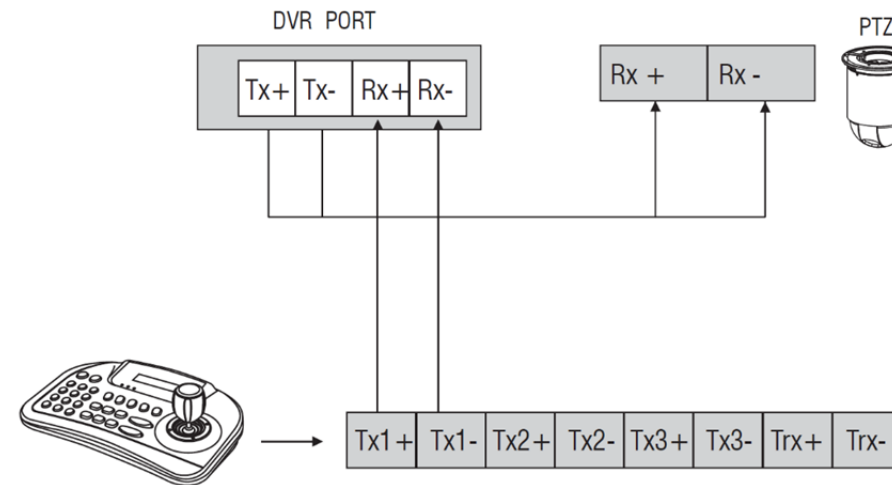 DVR PORT
PTZ
Tx+ Tx- Rx+ Rx-
Rx + Rx -
Tx1+ Tx1- Tx2+ Tx2- Tx3+ Tx3- Trx+ Trx-